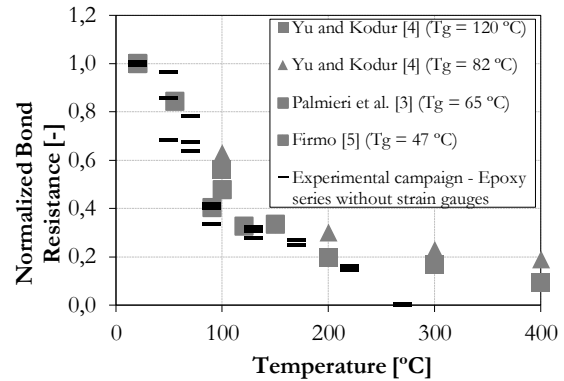 Normalized Bond
Resistance [-]
1,2
1,0
0,8
0,6
0,4
0,2
0,0
Yu and Kodur [4] (Tg = 120 ºC)
Yu and Kodur [4] (Tg = 82 ºC)
Palmieri et al. [3] (Tg = 65 ºC)
Firmo [5] (Tg = 47 ºC)
Experimental campaign - Epoxy
series without strain gauges
0 100 200 300 400
Temperature [ºC]